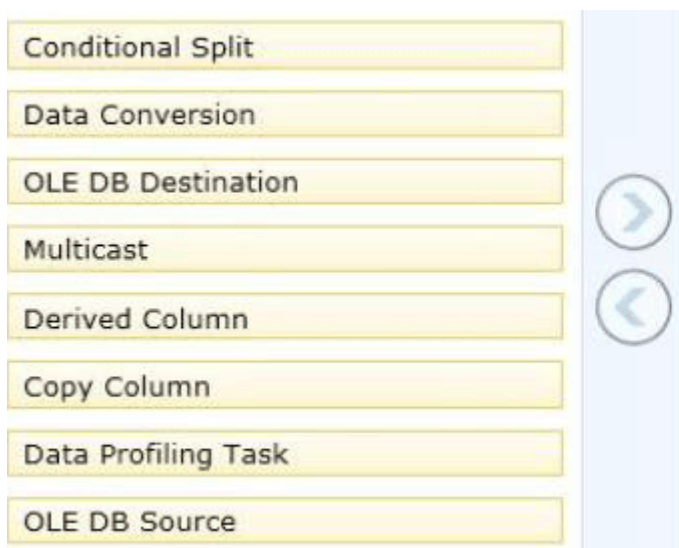 Conditional Split
Data Conversion
OLE DB Destination
Multicast
Derived Column
Copy Column
Data Profiling Task
OLE DB Source